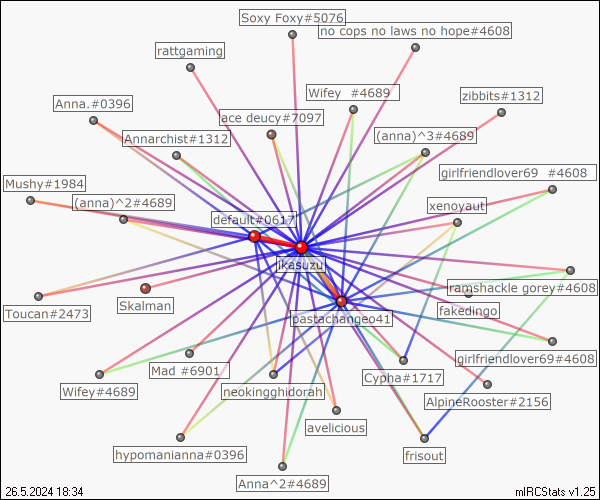 Soxy Foxy#5076
no cops no laws no hope#4608
rattgaming
Wifey #4689
zibbits#1312
Anna.#0396
ace deucy#7097
Annarchist#1312
(anna)^3#4689
girlfriendlover69 #4608
Mushy#1984
(anna)^2#4689
xenoyaut
default#0617
jkasuzu
ramshackle gorey#4608
Skalman
fakedingo
Toucan#2473
pastachangeo41
girlfriendlover69#4608
Mad #6901
Cypha#1717
Wifey#4689
neokingghidorah
AlpineRooster#2156
avelicious
hypomanianna#0396
frisout
Anna^2#4689
26.5.2024 18:34
mIRCStats v1.25